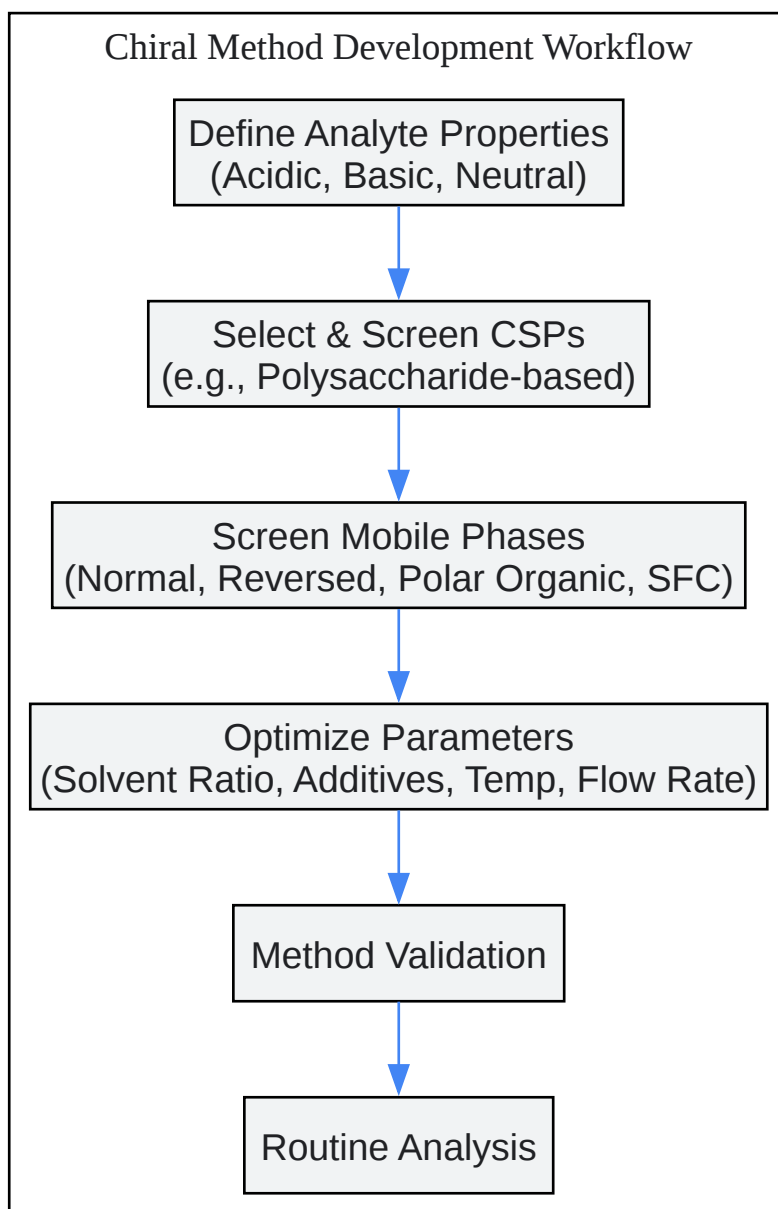 Chiral Method Development Workflow
Define Analyte Properties
(Acidic, Basic, Neutral)
Select & Screen CSPs
(e.g., Polysaccharide-based)
Screen Mobile Phases
(Normal, Reversed, Polar Organic, SFC)
Optimize Parameters
(Solvent Ratio, Additives, Temp, Flow Rate)
Method Validation
Routine Analysis